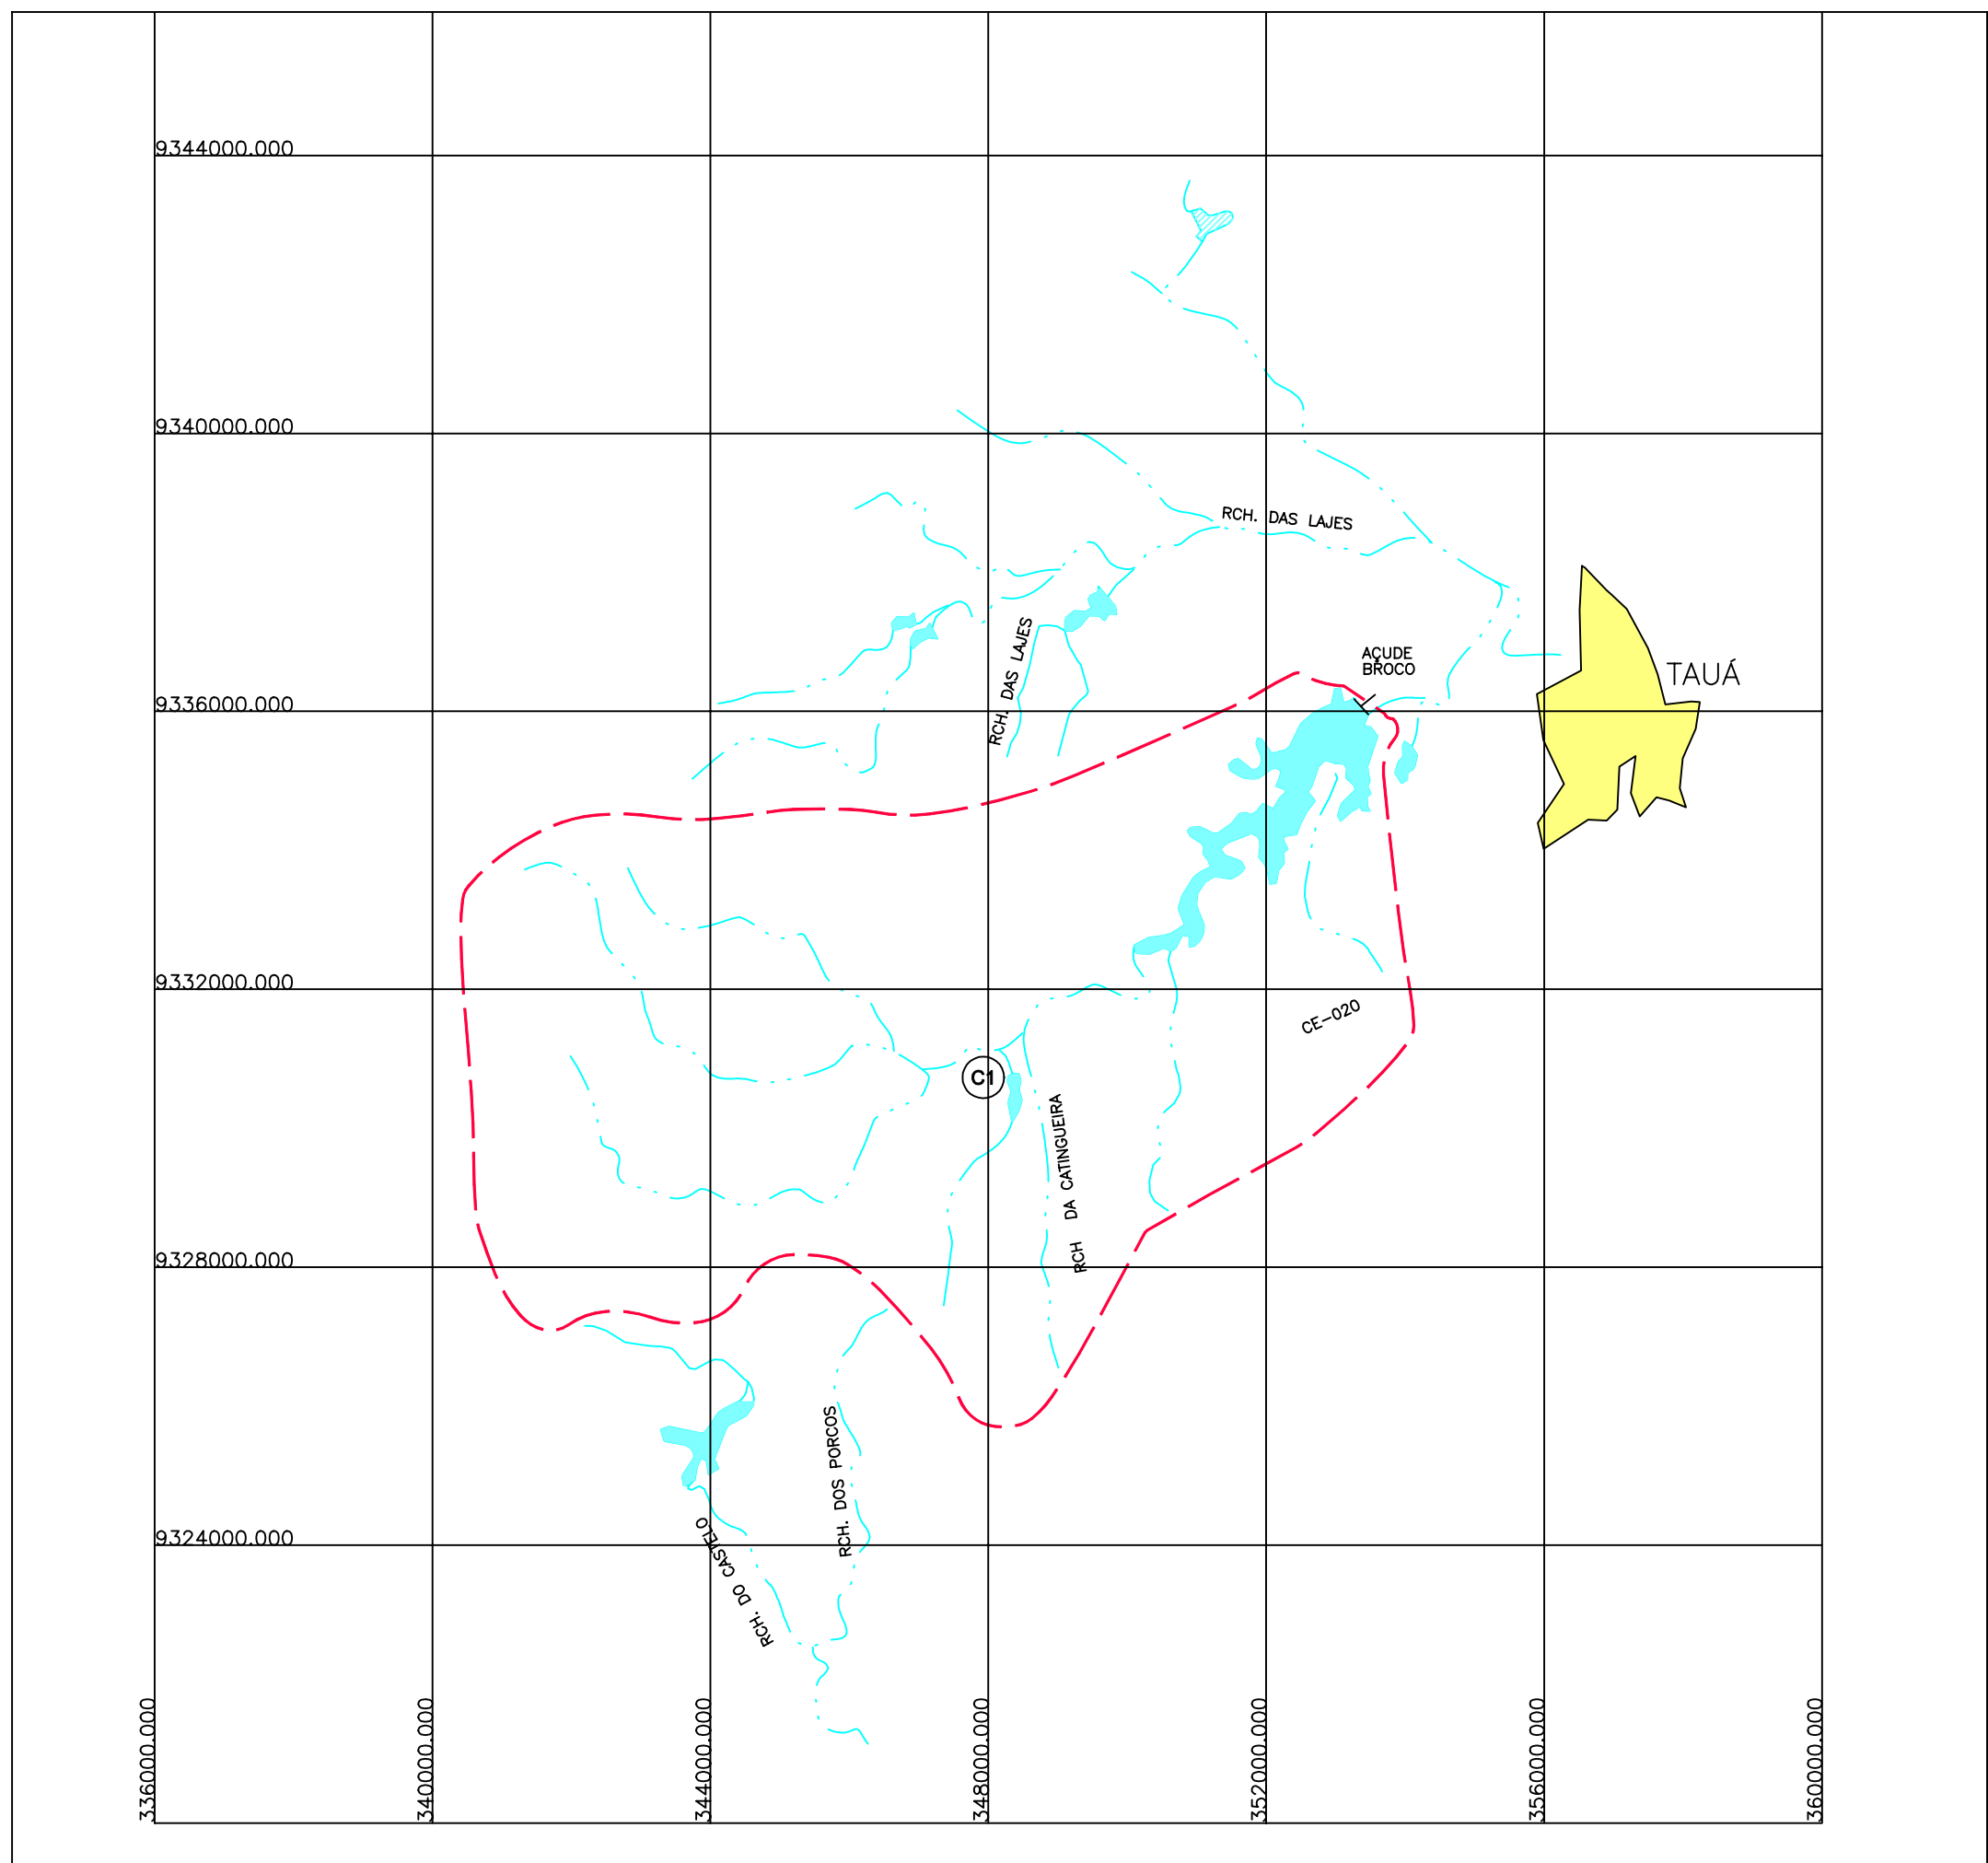 9344000.000
9340000.000
RCH. DAS LAJES
RCH. DAS LAJES
AÇUDE
BROCO
TAUÁ
9336000.000
9332000.000
CE-020
C1
RCH DA CATINGUEIRA
9328000.000
RCH. DOS PORCOS
9324000.000
RCH. DO CASTELO
336000.000
340000.000
344000.000
348000.000
352000.000
356000.000
360000.000